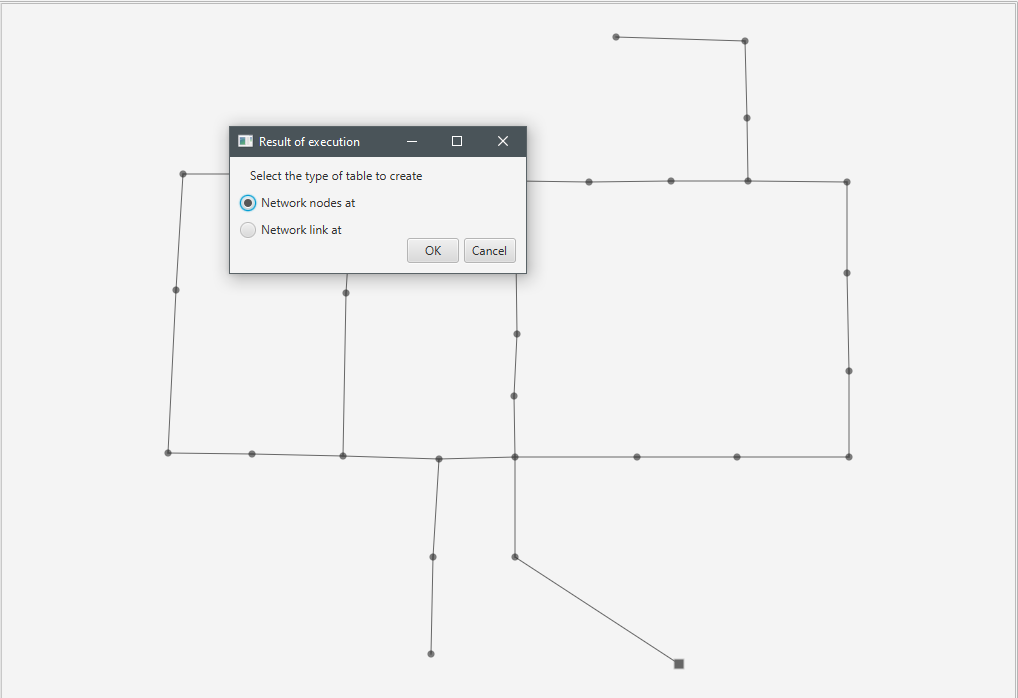 Result of execution
Select the type of table to create
Network nodes at
Network link at
OK Cancel